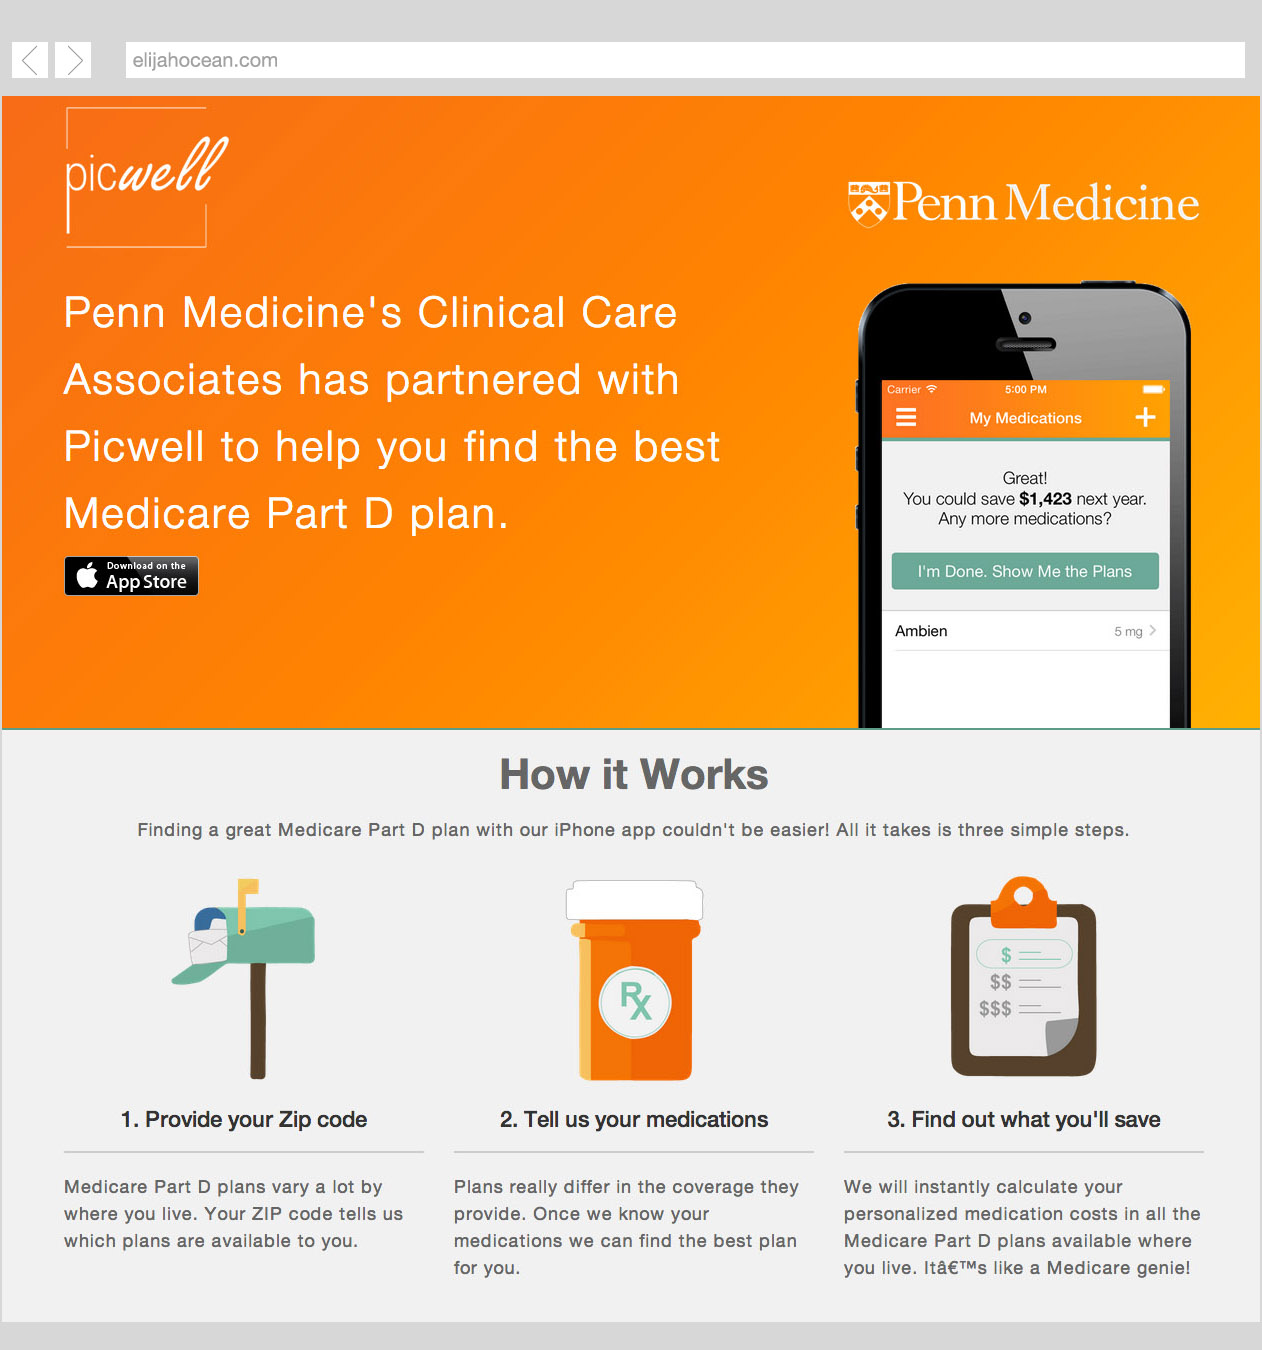 elijahocean.com
picwell
Penn Medicine
Penn Medicine's Clinical Care
Associates has partnered with
Picwell to help you find the best
Medicare Part D plan.
Download on the
App Store
Carrier 5:00 PM
My Medications +
Great!
You could save $1,423 next year.
Any more medications?
I'm Done. Show Me the Plans
Ambien 5 mg
How it Works
Finding a great Medicare Part D plan with our iPhone app couldn't be easier! All it takes is three simple steps.
Rx
$
$$
$$$
1. Provide your Zip code
Medicare Part D plans vary a lot by
where you live. Your ZIP code tells us
which plans are available to you.
2. Tell us your medications
Plans really differ in the coverage they
provide. Once we know your
medications we can find the best plan
for you.
3. Find out what you'll save
We will instantly calculate your
personalized medication costs in all the
Medicare Part D plans available where
you live. Itâ€™s like a Medicare genie!